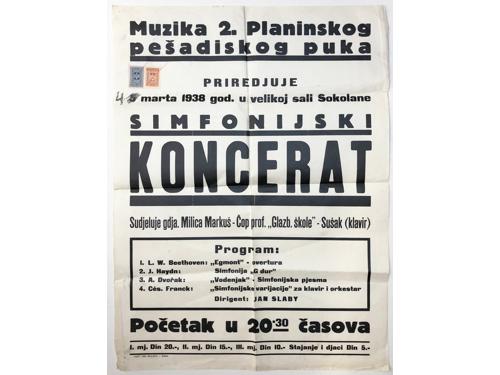 Muzika 2. Planinskog
pešadiskog puka
PRIREDJUJE
marta 1938 god. u velikoj sali Sokolane
SIMFONIJSKI
KONCERAT
Sudjeluje gdja. Milica Markuš - Cop prof. „Glazb. škole" - Sušak (klavir)
Program:
1. L. W. Beethoven: „Egmont" - overtura
2. J. Haydn: Simfonija „G dur"
3. A. Dvořak: „Vodenjak" - Simfonijska pjesma
4. Cés. Franck: „Simfonijske varijacije" za klavir i orkestar
Dirigent: JAN SLABY
Početak u 20·30 časova
I. mj. Din 20.-, II. mj. Din 15.-, III. mj, Din 10.- Stajanje i djaci Din 5.-